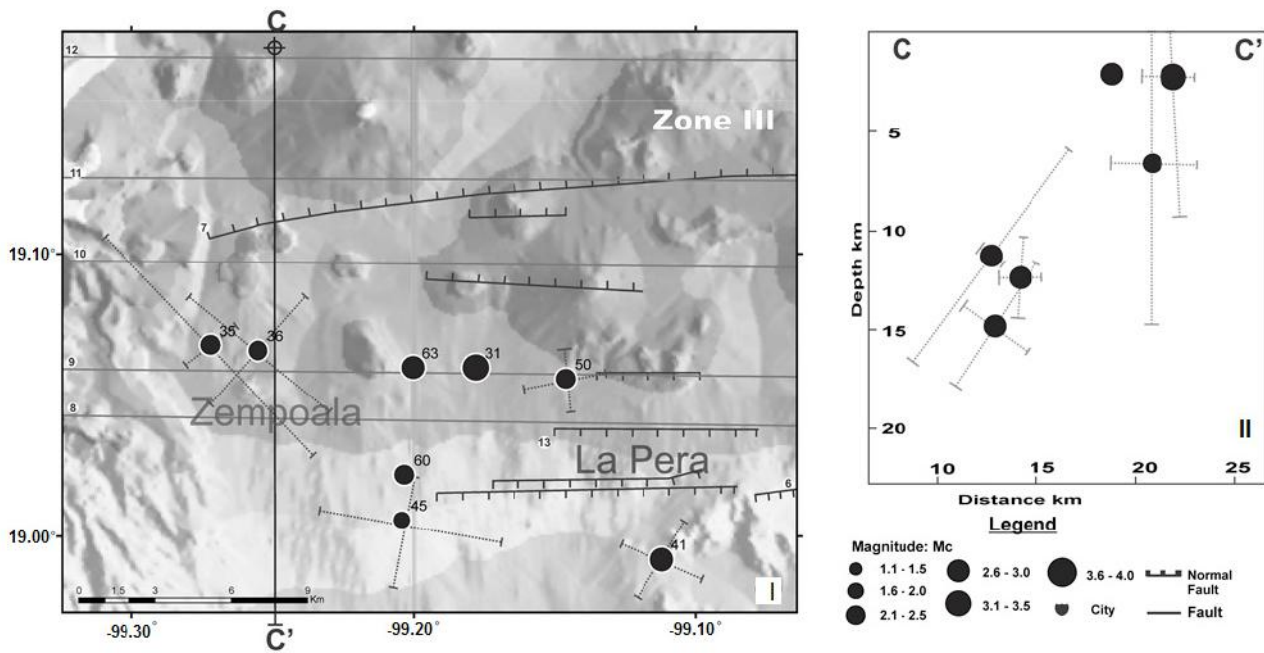 C
C
C'
12
Zone III
5
11
7
19.10°
10
10
Depth km
35
36
63
31
50
15
9
8
Zempoala
13
La Pera
20
II
60
6
10
15
20
25
45
Distance km
19.00°
41
Legend
Magnitude: Mc
1.1 - 1.5
2.6 - 3.0
3.6 - 4.0
Normal
Fault
0
1.5
3
6
9
Km
I
1.6 - 2.0
3.1 - 3.5
City
Fault
2.1 - 2.5
-99.30°
C'
-99.20°
-99.10°